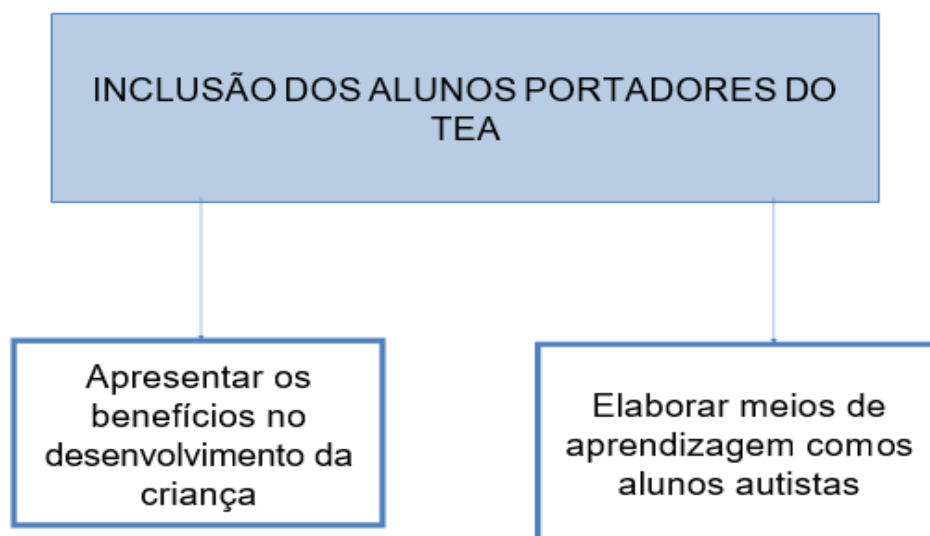 INCLUSÃO DOS ALUNOS PORTADORES DO
TEA
Apresentar os
benefícios no
desenvolvimento da
criança
Elaborar meios de
aprendizagem comos
alunos autistas